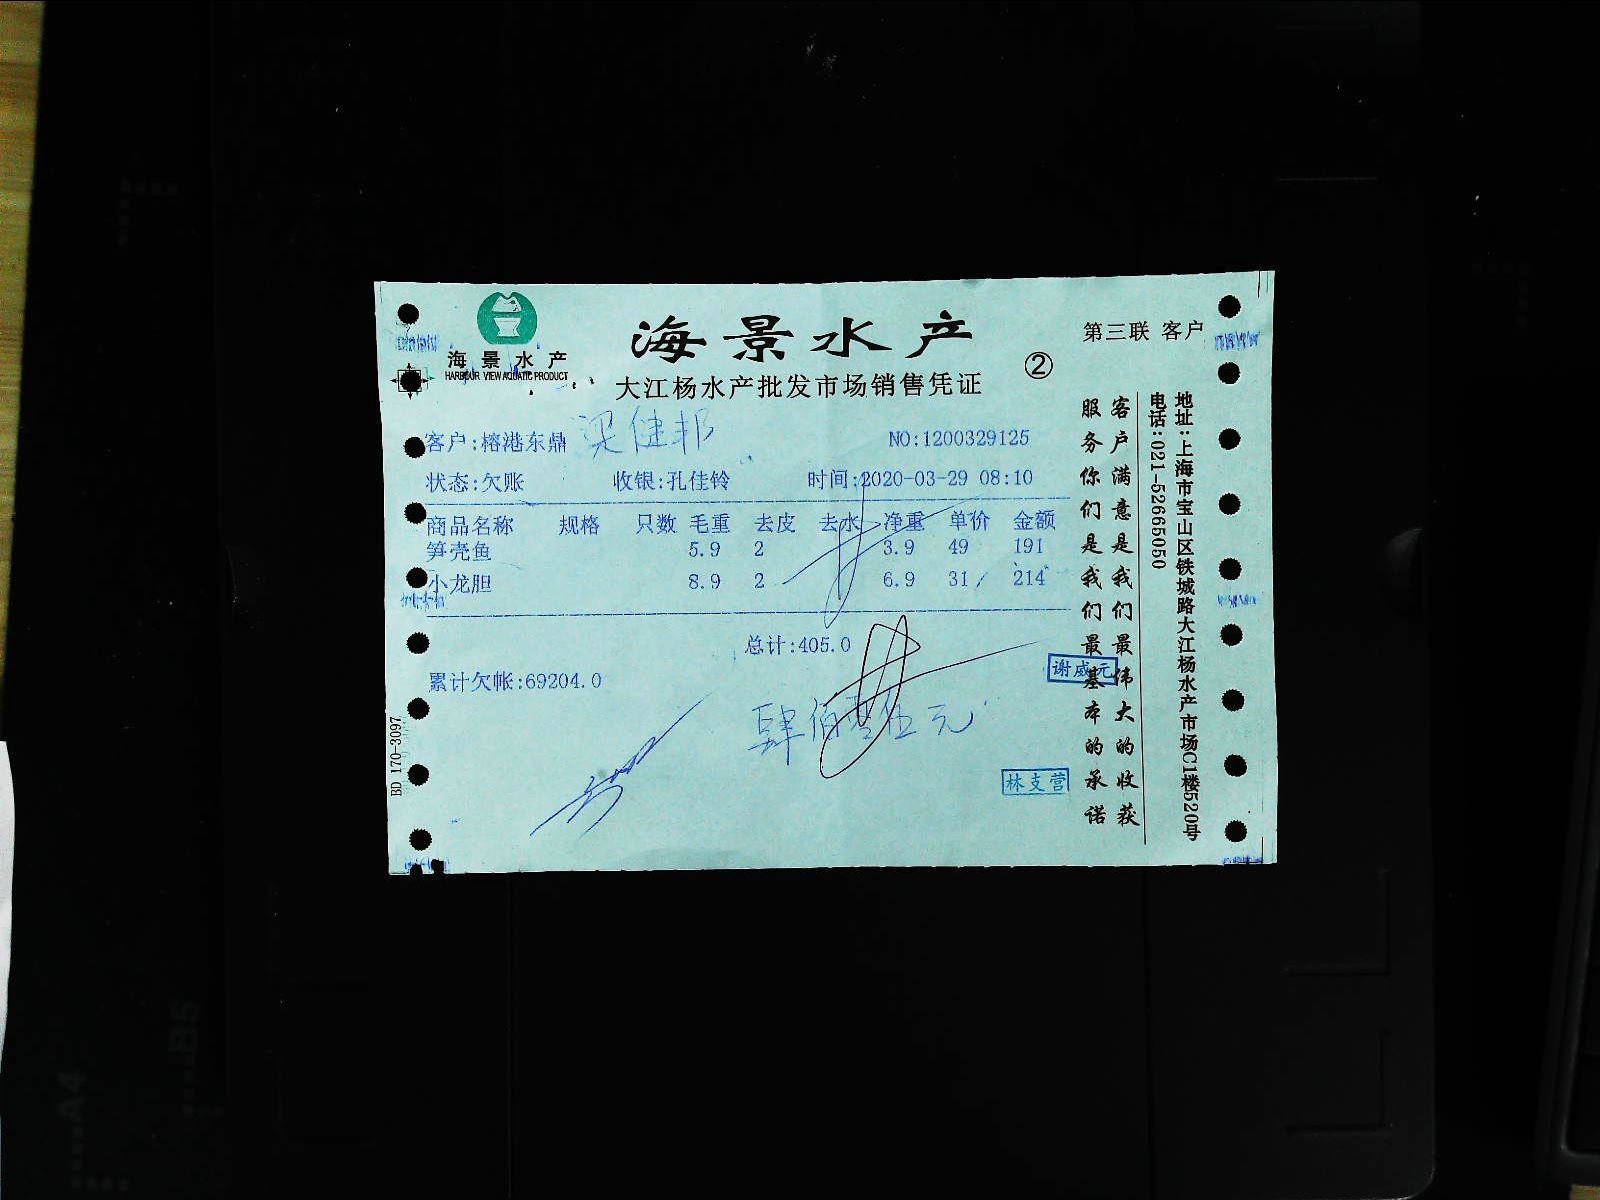 海景水产
HARBOUR VIEW AQUATIC PRODUCT
海景水产
大江杨水产批发市场销售凭证
②
第三联 客户
客户:榕港东鼎 梁健邦
NO:1200329125
状态:欠账 收银:孔佳铃 时间:2020-03-29 08:10
商品名称 规格 只数 毛重 去皮 去水 净重 单价 金额
笋壳鱼 5.9 2 3.9 49 191
小龙胆 8.9 2 6.9 31 214
总计:405.0
累计欠帐:69204.0
肆佰零伍元
谢威元
林支营
客户满意是我们最伟大的收获
服务你们是我们最基本的承诺
地址:上海市宝山区铁城路大江杨水产市场C1楼520号
电话:021-52665050
BD 170-3097
A4
B5